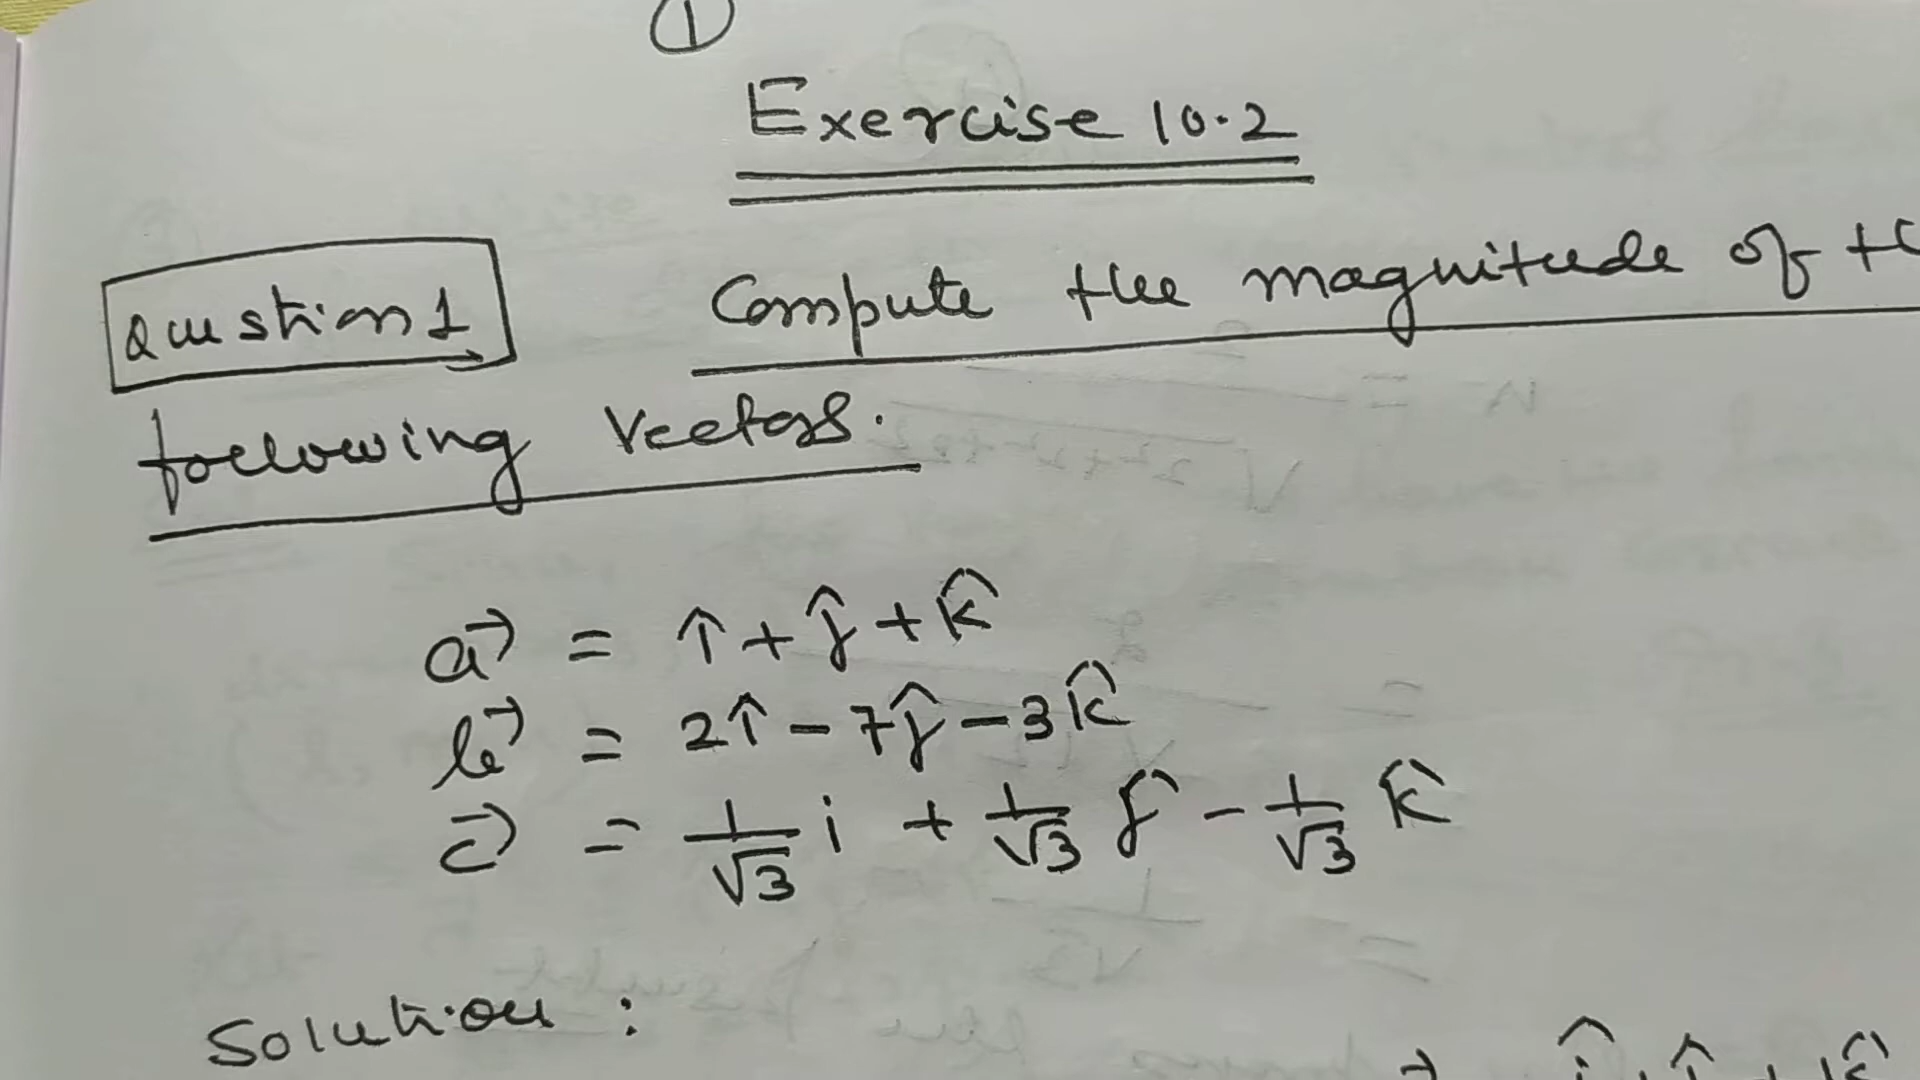 ①
Exercise 10.2
Question 1 Compute the magnitude of
following Vectors.
a⃗ = î + ĵ + k̂
b⃗ = 2î - 7ĵ - 3k̂
c⃗ = 1/√3 i + 1/√3 ĵ - 1/√3 k̂
Solution :